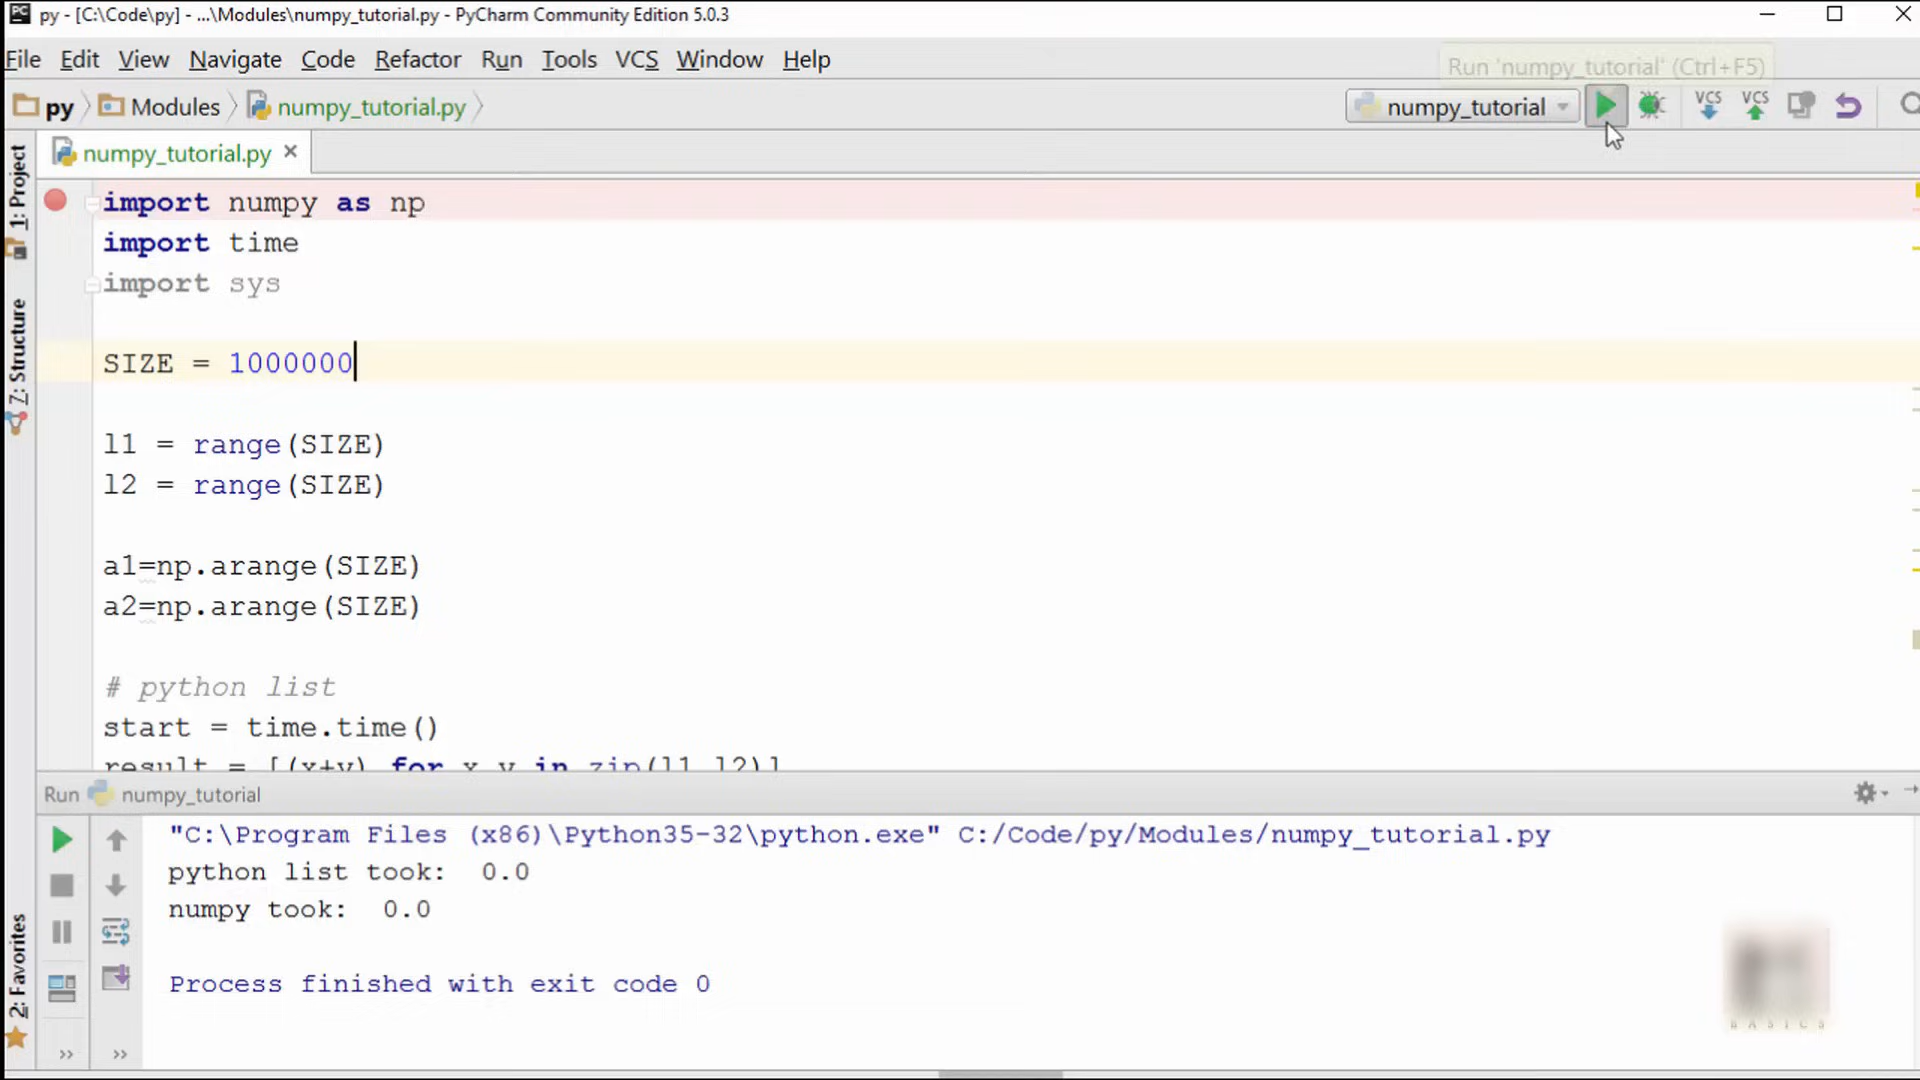 py - [C:\Code\py] - ...\Modules\numpy_tutorial.py - PyCharm Community Edition 5.0.3
File Edit View Navigate Code Refactor Run Tools VCS Window Help
Run 'numpy_tutorial' (Ctrl+F5)
py Modules numpy_tutorial.py
numpy_tutorial
VCS VCS
numpy_tutorial.py
1: Project
7: Structure
2: Favorites
import numpy as np
import time
import sys
SIZE = 1000000
l1 = range(SIZE)
l2 = range(SIZE)
a1=np.arange(SIZE)
a2=np.arange(SIZE)
# python list
start = time.time()
result = [(x+y) for x,y in zip(l1,l2)]
Run numpy_tutorial
"C:\Program Files (x86)\Python35-32\python.exe" C:/Code/py/Modules/numpy_tutorial.py
python list took:  0.0
numpy took:  0.0
Process finished with exit code 0
BASICS